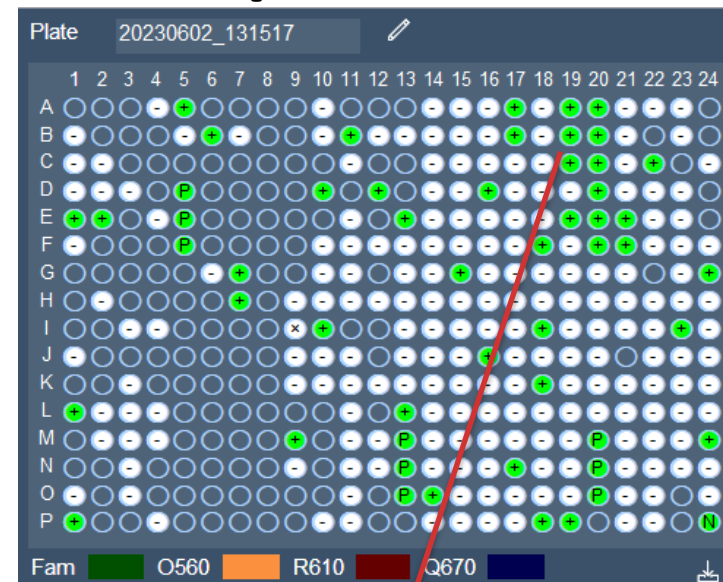 Plate 20230602_131517
1 2 3 4 5 6 7 8 9 10 11 12 13 14 15 16 17 18 19 20 21 22 23 24
A - + - - - - + - + + - - -
B - - + - - + - - - - - + - + + - -
C - - - - - - - - + + - + -
D - - - P + + - - + - - - + - - -
E + + - P - + - - - - - + + + - -
F - P - - - - - - - - + - + + - - -
G - + - - - - + - - - - - - - +
H - + - - - - - - - - - - - - - - - -
I - - × + - - - - - + - - - - + -
J - - - - - - - - + - - - - - - -
K - - - - - - - - - - + - - - - - -
L + - - - - + - - - - - - - - - - -
M - - - + - - P - - - - - - P - - - +
N - - - - P - - - + - - P - - - -
O - - - P + - - - - - P - - -
P + - - - - - - - + + - - N
Fam O560 R610 Q670